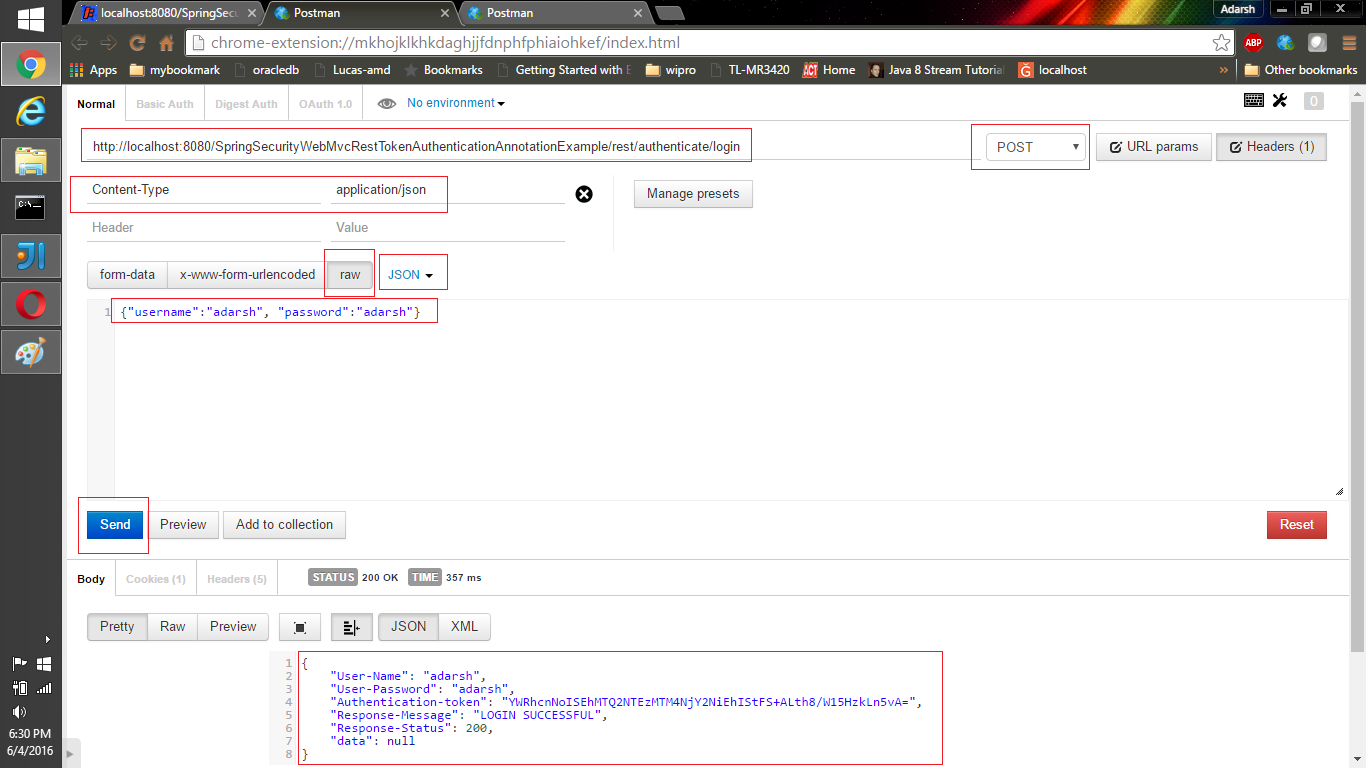 localhost:8080/SpringSecu
Postman
Postman
Adarsh
chrome-extension://mkhojklkhkdaghjjfdnphfphiaiohkef/index.html
ABP
Apps mybookmark oracledb Lucas-amd Bookmarks Getting Started with E wipro TL-MR3420 ACT Home Java 8 Stream Tutorial localhost » Other bookmarks
Normal Basic Auth Digest Auth OAuth 1.0 No environment 0
http://localhost:8080/SpringSecurityWebMvcRestTokenAuthenticationAnnotationExample/rest/authenticate/login POST URL params Headers (1)
Content-Type application/json Manage presets
Header Value
form-data x-www-form-urlencoded raw JSON
1 {"username":"adarsh", "password":"adarsh"}
Send Preview Add to collection Reset
Body Cookies (1) Headers (5) STATUS 200 OK TIME 357 ms
Pretty Raw Preview JSON XML
1 {
2 "User-Name": "adarsh",
3 "User-Password": "adarsh",
4 "Authentication-token": "YWRhcnNoISEhMTQ2NTEzMTM4NjY2NiEhIStFS+ALth8/W15HzkLn5vA=",
5 "Response-Message": "LOGIN SUCCESSFUL",
6 "Response-Status": 200,
7 "data": null
8 }
C:\_
JI
6:30 PM
6/4/2016